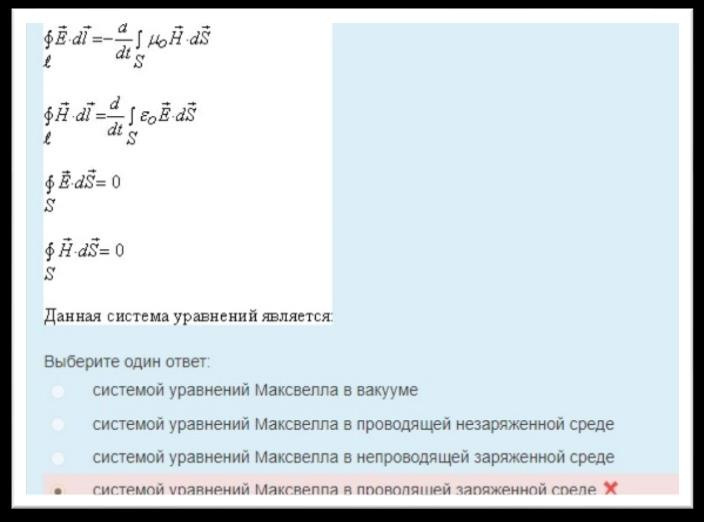 ∮E⃗·dl⃗=−d/dt∫μ₀H⃗·dS⃗
ℓ S
∮H⃗·dl⃗=d/dt∫ε₀E⃗·dS⃗
ℓ S
∮E⃗·dS⃗= 0
S
∮H⃗·dS⃗= 0
S
Данная система уравнений является:
Выберите один ответ:
системой уравнений Максвелла в вакууме
системой уравнений Максвелла в проводящей незаряженной среде
системой уравнений Максвелла в непроводящей заряженной среде
системой уравнений Максвелла в проводящей заряженной среде